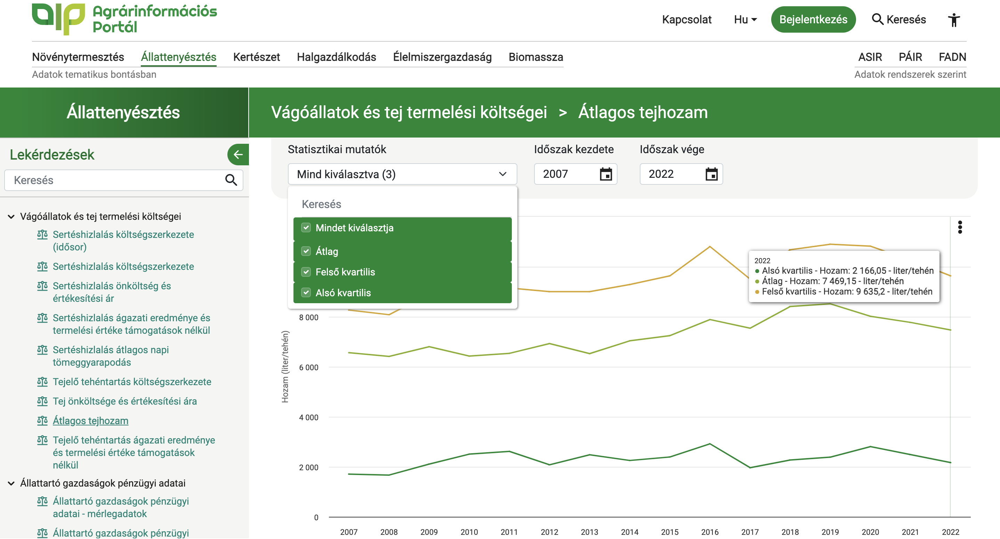 Agrárinformációs
Portál
Kapcsolat
Hu
Bejelentkezés
Keresés
Növénytermesztés
Állattenyésztés
Kertészet
Halgazdálkodás
Élelmiszergazdaság
Biomassza
ASIR
PÁIR
FADN
Adatok tematikus bontásban
Adatok rendszerek szerint
Állattenyésztés
Vágóállatok és tej termelési költségei > Átlagos tejhozam
Lekérdezések
Keresés
Vágóállatok és tej termelési költségei
Sertéshizlalás költségszerkezete
(idősor)
Sertéshizlalás költségszerkezete
Sertéshizlalás önköltség és
értékesítési ár
Sertéshizlalás ágazati eredménye és
termelési értéke támogatások nélkül
Sertéshizlalás átlagos napi
tömeggyarapodás
Tejelő tehéntartás költségszerkezete
Tej önköltsége és értékesítési ára
Átlagos tejhozam
Tejelő tehéntartás ágazati eredménye
és termelési értéke támogatások
nélkül
Állattartó gazdaságok pénzügyi adatai
Állattartó gazdaságok pénzügyi
adatai - mérlegadatok
Állattartó gazdaságok pénzügyi
Statisztikai mutatók
Időszak kezdete
Időszak vége
Mind kiválasztva (3)
2007
2022
Keresés
Mindet kiválasztja
Átlag
Felső kvartilis
Alsó kvartilis
2022
Alsó kvartilis - Hozam: 2 166,05 - liter/tehén
Átlag - Hozam: 7 469,15 - liter/tehén
Felső kvartilis - Hozam: 9 635,2 - liter/tehén
Hozam (liter/tehén)
8 000
6 000
4 000
2 000
0
2007
2008
2009
2010
2011
2012
2013
2014
2015
2016
2017
2018
2019
2020
2021
2022